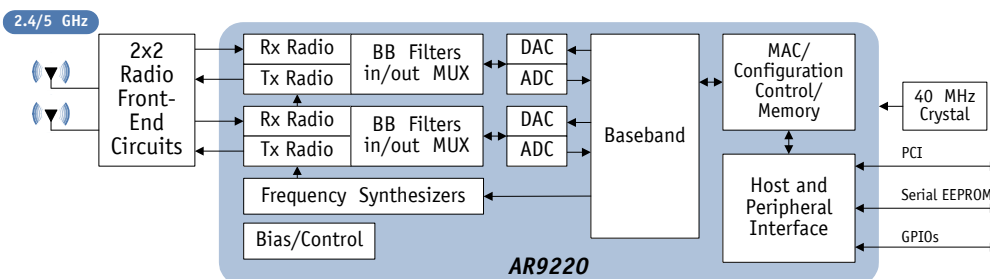 2.4/5 GHz
2x2
Radio
Front-
End
Circuits
Rx Radio
Tx Radio
BB Filters
in/out MUX
DAC
ADC
Rx Radio
Tx Radio
BB Filters
in/out MUX
DAC
ADC
Frequency Synthesizers
Bias/Control
Baseband
MAC/
Configuration
Control/
Memory
Host and
Peripheral
Interface
40 MHz
Crystal
PCI
Serial EEPROM
GPIOs
AR9220